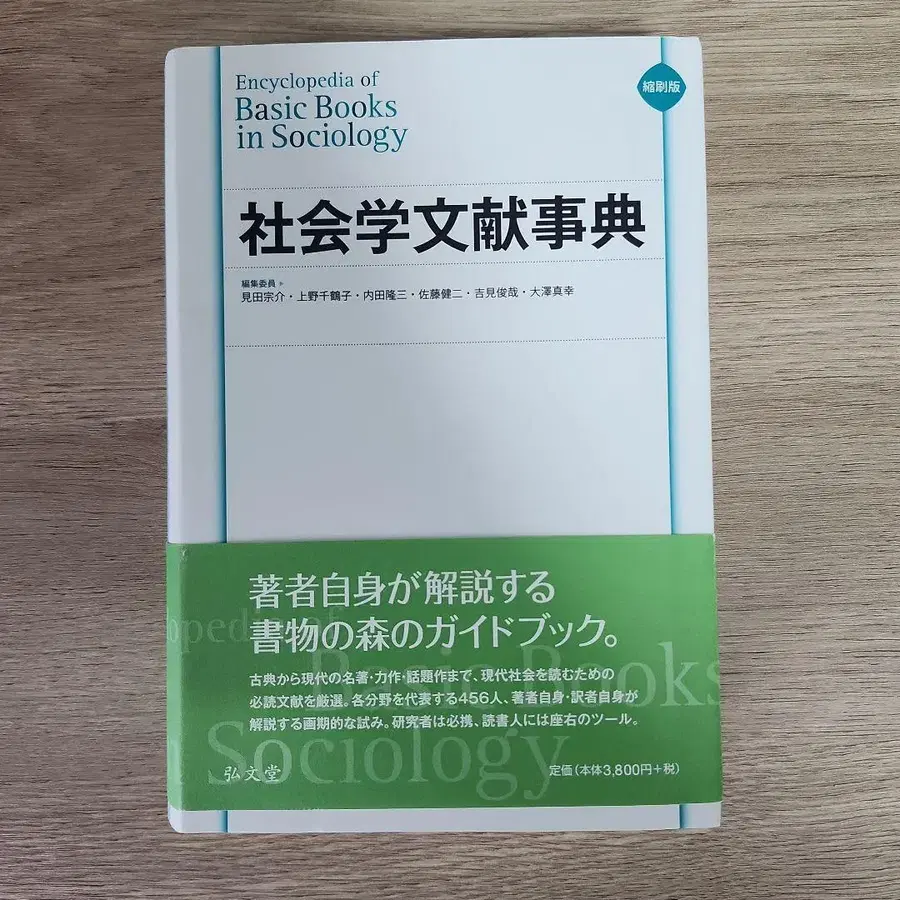 Encyclopedia of
Basic Books
in Sociology
縮刷版
社会学文献事典
編集委員
見田宗介・上野千鶴子・内田隆三・佐藤健二・吉見俊哉・大澤真幸
著者自身が解説する
書物の森のガイドブック。
古典から現代の名著・力作・話題作まで、現代社会を読むための
必読文献を厳選。各分野を代表する456人、著者自身・訳者自身が
解説する画期的な試み。研究者は必携、読書人には座右のツール。
opedia of
Basic Books
in Sociology
弘文堂
定価(本体3,800円+税)